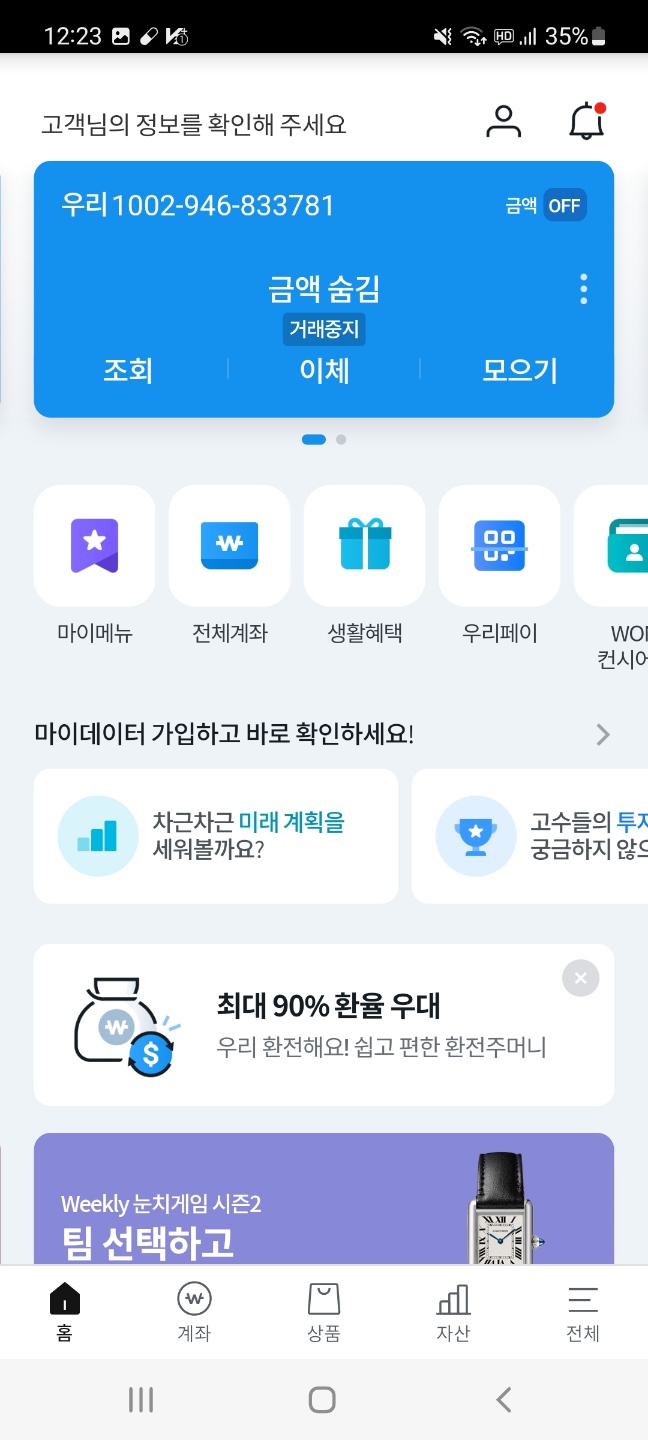 12:23
HD
35%
고객님의 정보를 확인해 주세요
우리 1002-946-833781
금액 OFF
금액 숨김
거래중지
조회 이체 모으기
마이메뉴 전체계좌 생활혜택 우리페이
컨시어
마이데이터 가입하고 바로 확인하세요!
차근차근 미래 계획을
세워볼까요?
고수들의 투자
궁금하지 않으
최대 90% 환율 우대
우리 환전해요! 쉽고 편한 환전주머니
Weekly 눈치게임 시즌2
팀 선택하고
홈 계좌 상품 자산 전체